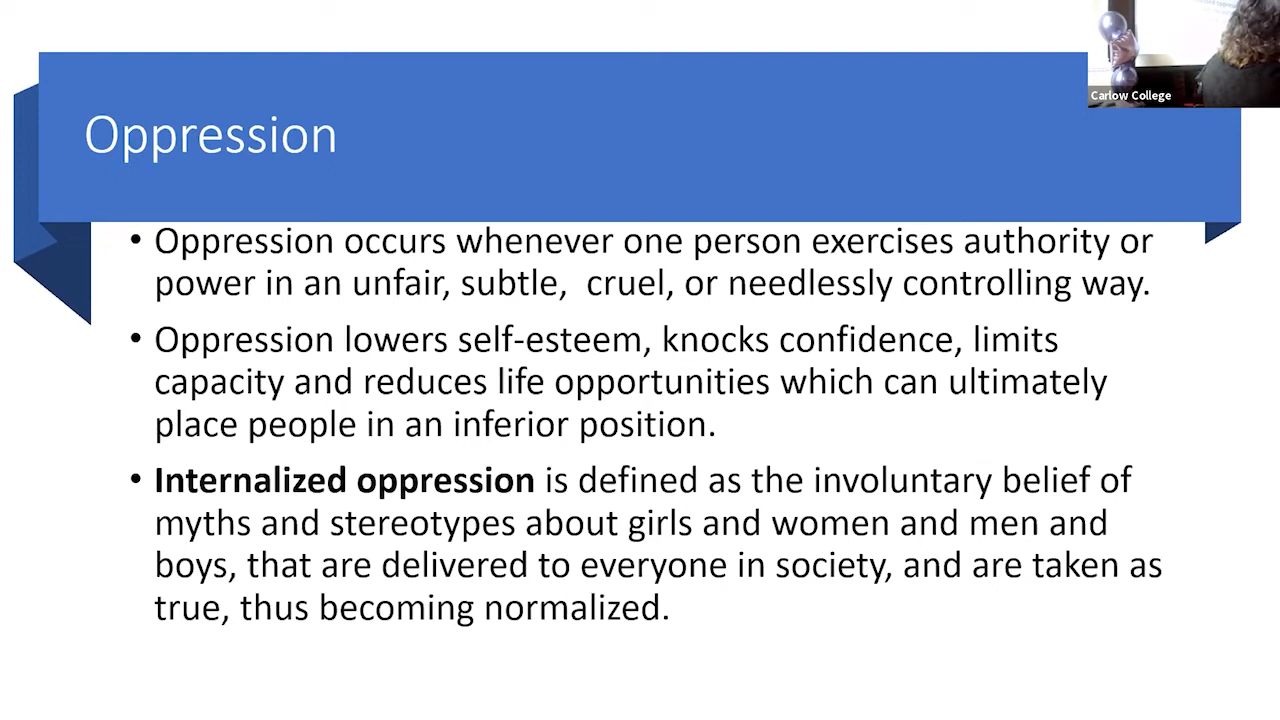 Carlow College
Oppression
• Oppression occurs whenever one person exercises authority or
power in an unfair, subtle,  cruel, or needlessly controlling way.
• Oppression lowers self-esteem, knocks confidence, limits
capacity and reduces life opportunities which can ultimately
place people in an inferior position.
• Internalized oppression is defined as the involuntary belief of
myths and stereotypes about girls and women and men and
boys, that are delivered to everyone in society, and are taken as
true, thus becoming normalized.